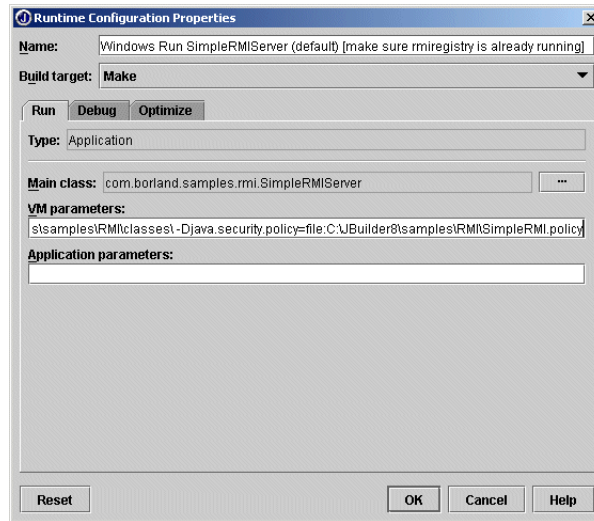 Runtime Configuration Properties
Name: Windows Run SimpleRMIServer (default) [make sure rmiregistry is already running]
Build target: Make
Run Debug Optimize
Type: Application
Main class: com.borland.samples.rmi.SimpleRMIServer ...
VM parameters:
s\samples\RMI\classes\ -Djava.security.policy=file:C:\JBuilder8\samples\RMI\SimpleRMI.policy
Application parameters:
Reset OK Cancel Help